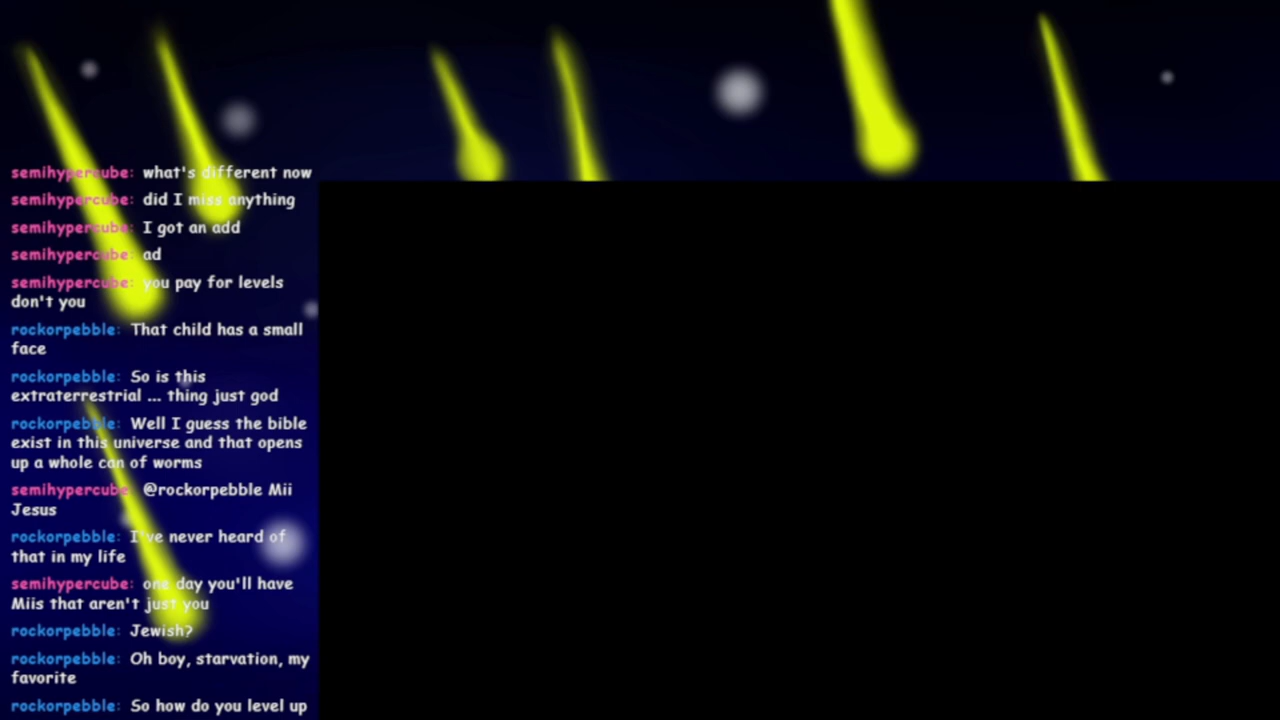 semihypercube: what's different now
semihypercube: did I miss anything
semihypercube: I got an add
semihypercube: ad
semihypercube: you pay for levels
don't you
rockorpebble: That child has a small
face
rockorpebble: So is this
extraterrestrial ... thing just god
rockorpebble: Well I guess the bible
exist in this universe and that opens
up a whole can of worms
semihypercube: @rockorpebble Mii
Jesus
rockorpebble: I've never heard of
that in my life
semihypercube: one day you'll have
Miis that aren't just you
rockorpebble: Jewish?
rockorpebble: Oh boy, starvation, my
favorite
rockorpebble: So how do you level up